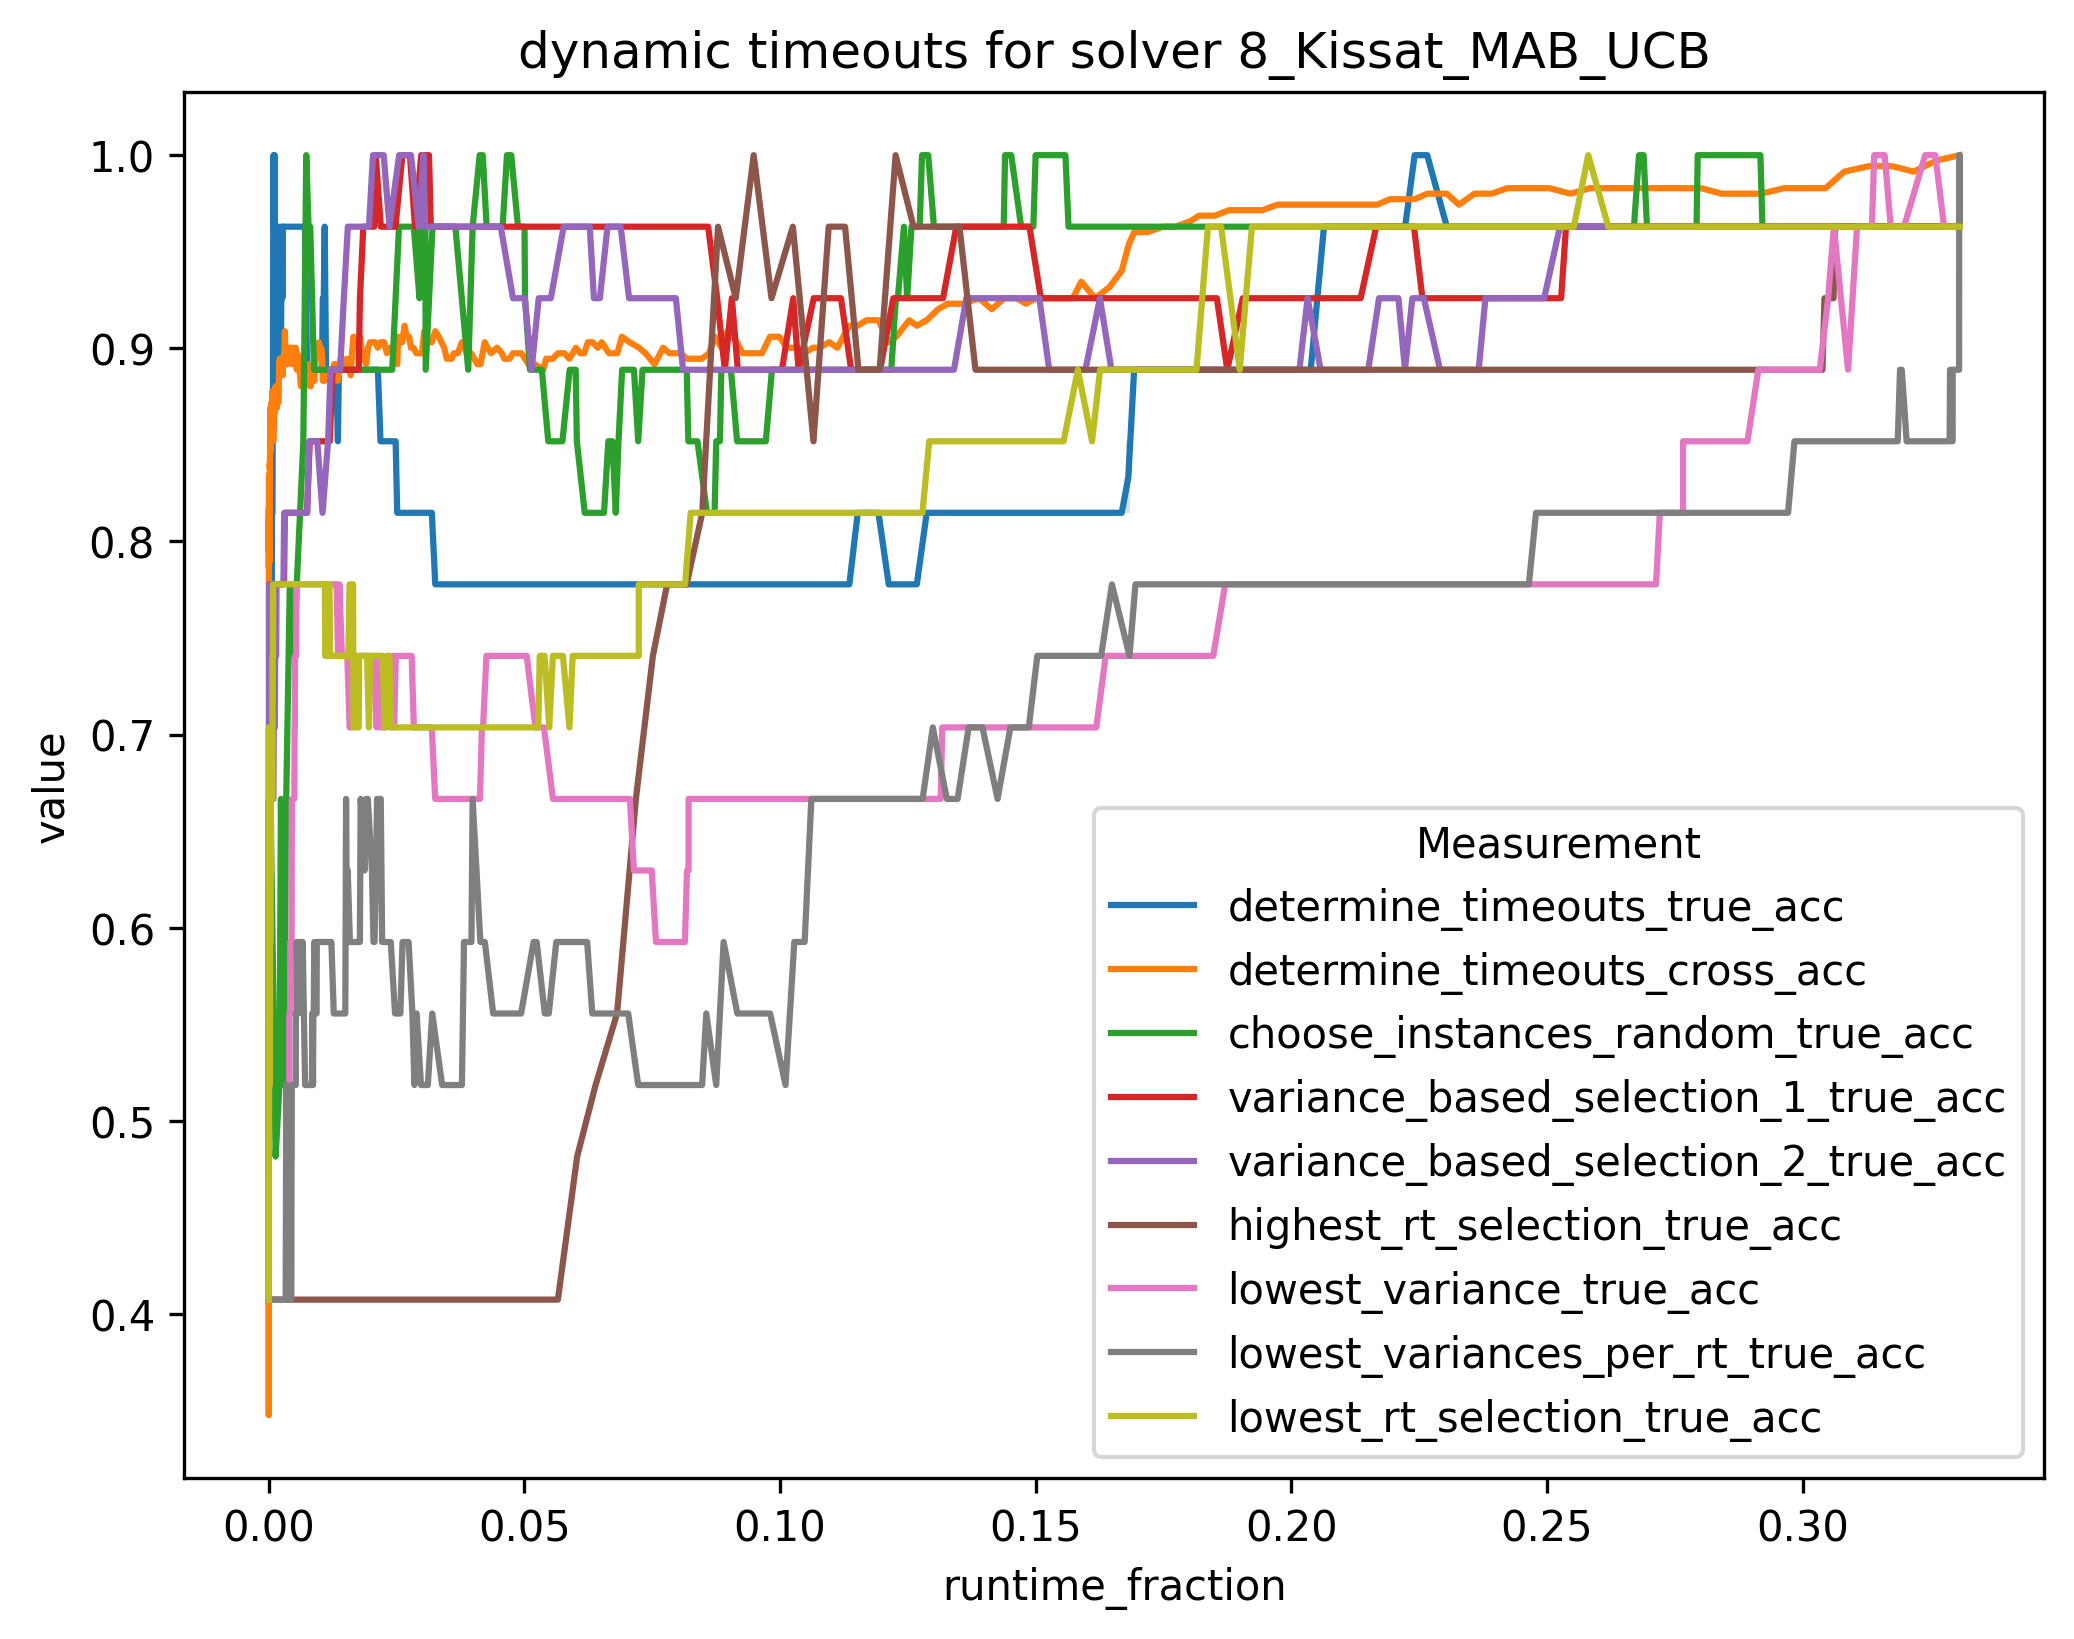 dynamic timeouts for solver 8_Kissat_MAB_UCB
1.0
0.9
0.8
0.7
0.6
0.5
0.4
value
Measurement
determine_timeouts_true_acc
determine_timeouts_cross_acc
choose_instances_random_true_acc
variance_based_selection_1_true_acc
variance_based_selection_2_true_acc
highest_rt_selection_true_acc
lowest_variance_true_acc
lowest_variances_per_rt_true_acc
lowest_rt_selection_true_acc
0.00 0.05 0.10 0.15 0.20 0.25 0.30
runtime_fraction